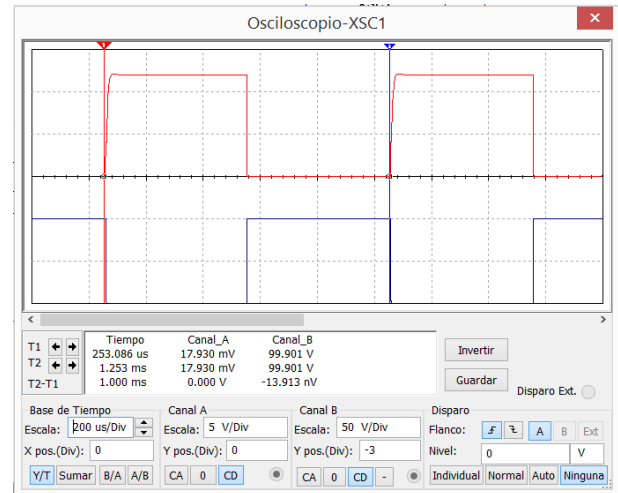 Osciloscopio-XSC1
Tiempo Canal_A Canal_B
T1 253.086 us 17.930 mV 99.901 V
T2 1.253 ms 17.930 mV 99.901 V
T2-T1 1.000 ms 0.000 V -13.913 nV
Invertir
Guardar
Disparo Ext.
Base de Tiempo Canal A Canal B Disparo
Escala: 200 us/Div Escala: 5 V/Div Escala: 50 V/Div Flanco: A B Ext
X pos.(Div): 0 Y pos.(Div): 0 Y pos.(Div): -3 Nivel: 0 V
Y/T Sumar B/A A/B CA 0 CD CA 0 CD - Individual Normal Auto Ninguna